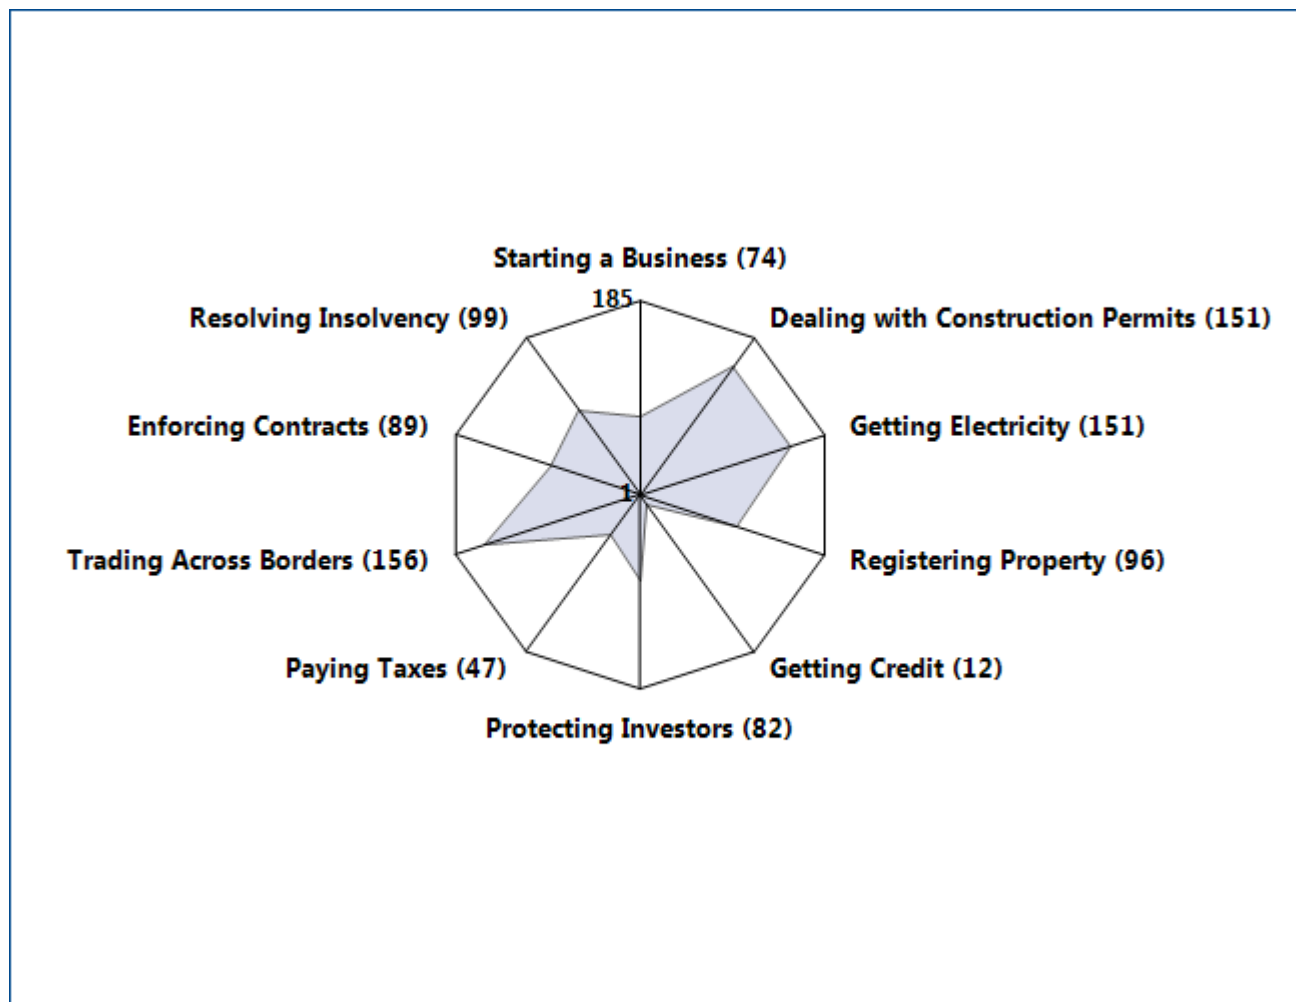 Starting a Business (74)
185
Resolving Insolvency (99)
Dealing with Construction Permits (151)
Enforcing Contracts (89)
Getting Electricity (151)
1
Trading Across Borders (156)
Registering Property (96)
Paying Taxes (47)
Getting Credit (12)
Protecting Investors (82)